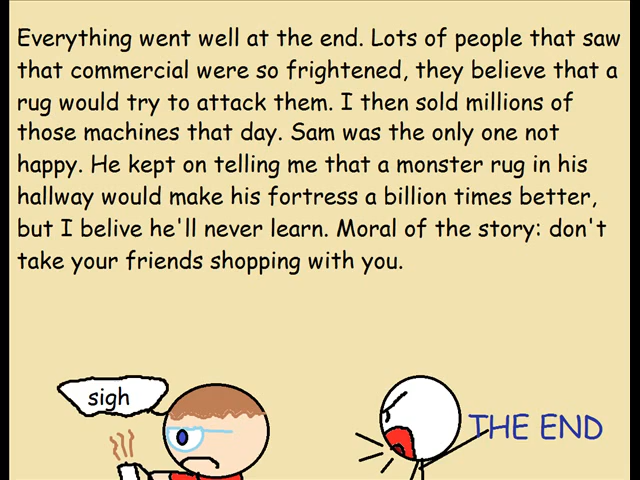 Everything went well at the end. Lots of people that saw
that commercial were so frightened, they believe that a
rug would try to attack them. I then sold millions of
those machines that day. Sam was the only one not
happy. He kept on telling me that a monster rug in his
hallway would make his fortress a billion times better,
but I belive he'll never learn. Moral of the story: don't
take your friends shopping with you.
sigh
THE END